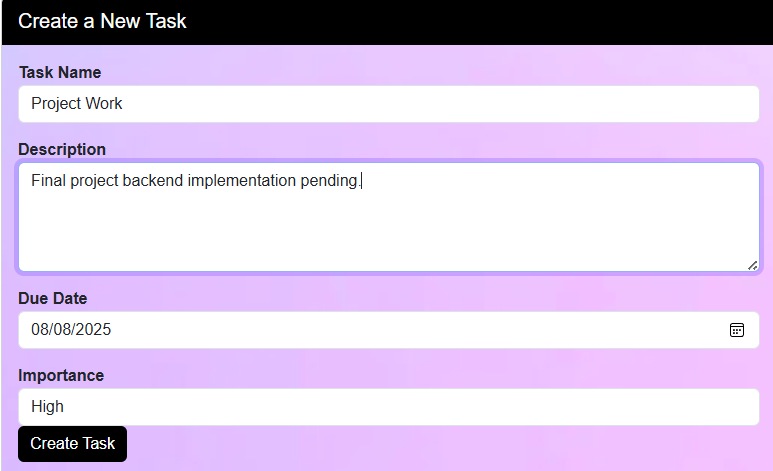 Create a New Task
Task Name
Project Work
Description
Final project backend implementation pending.
Due Date
08/08/2025
Importance
High
Create Task